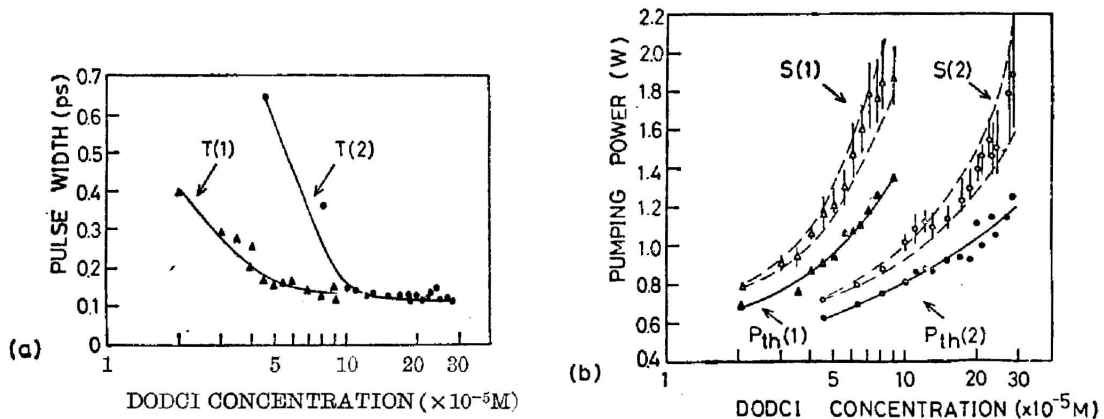 (a)
PULSE WIDTH (ps)
0.7
0.6
0.5
0.4
0.3
0.2
0.1
0
T(1)
T(2)
1
5
10
20
30
DODCI CONCENTRATION (×10⁻⁵M)
(b)
PUMPING POWER (W)
2.2
2.0
1.8
1.6
1.4
1.2
1.0
0.8
0.6
0.4
S(1)
S(2)
Pth(1)
Pth(2)
1
5
10
20
30
DODCI CONCENTRATION (x10⁻⁵M)